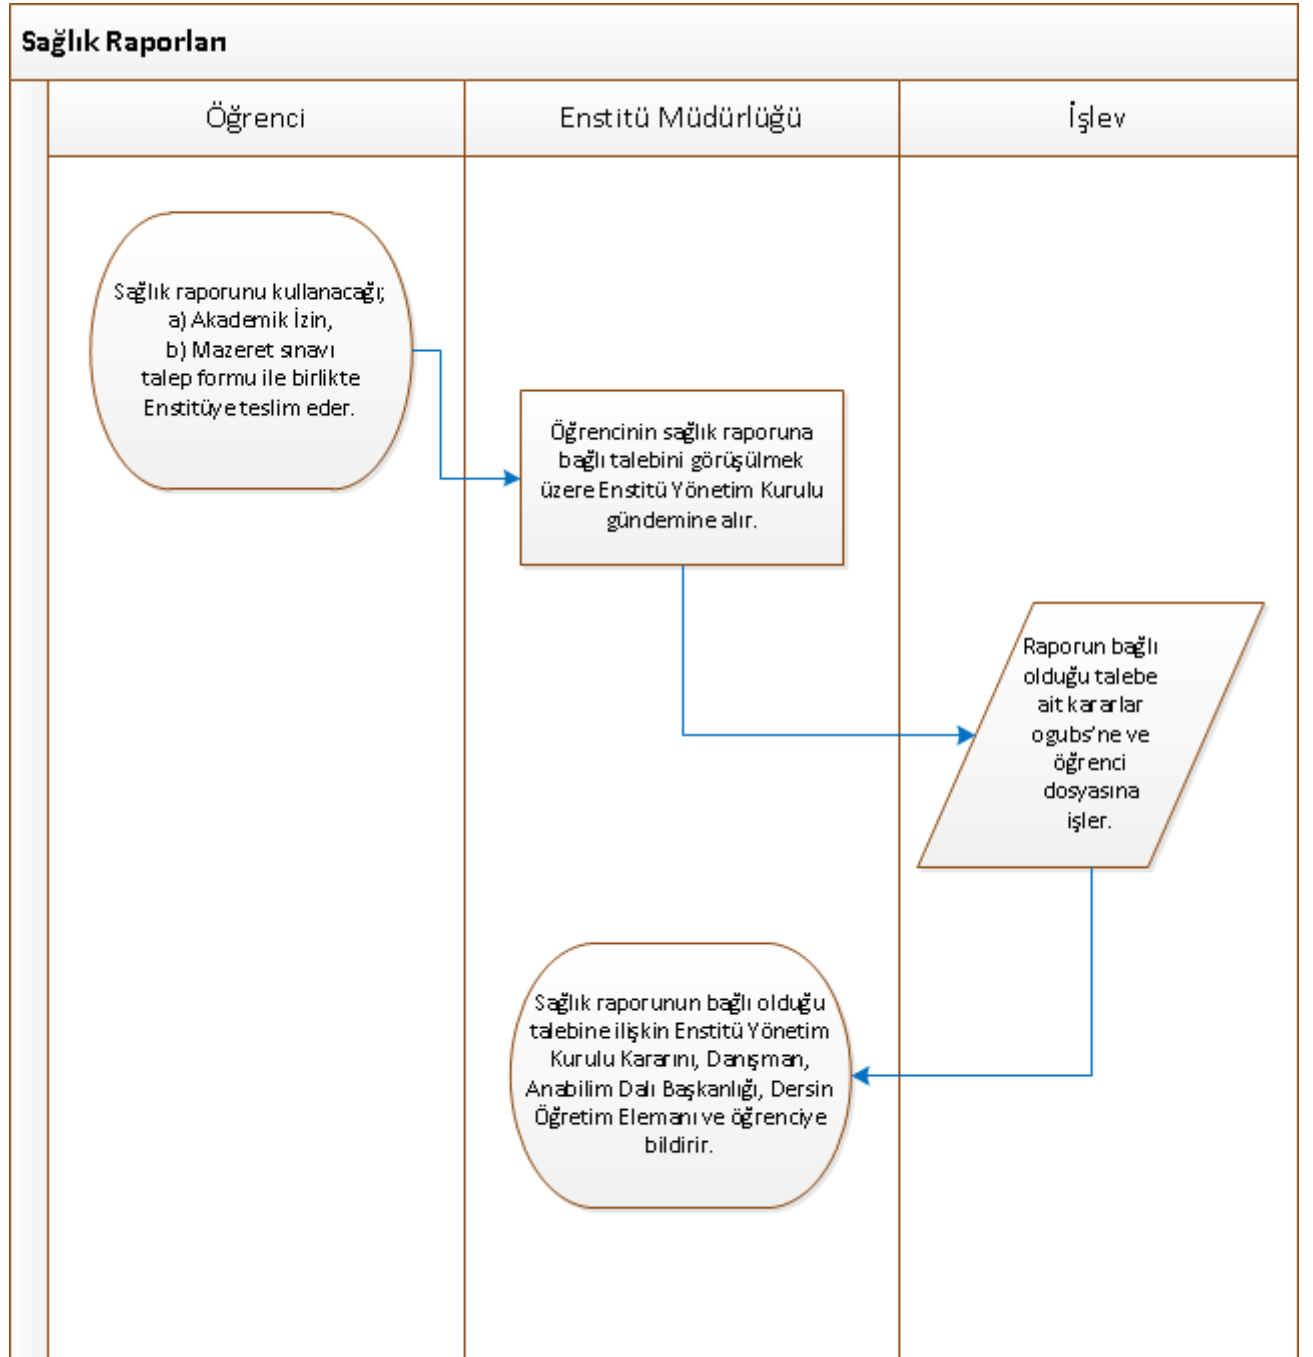 Sağlık Raporları
Öğrenci
Enstitü Müdürlüğü
İşlev
Sağlık raporunu kullanacağı;
a) Akademik İzin,
b) Mazeret sınavı
talep formu ile birlikte
Enstitüye teslim eder.
Öğrencinin sağlık raporuna
bağlı talebini görüşülmek
üzere Enstitü Yönetim Kurulu
gündemine alır.
Raporun bağlı
olduğu talebe
ait kararlar
ogubs'ne ve
öğrenci
dosyasına
işler.
Sağlık raporunun bağlı olduğu
talebine ilişkin Enstitü Yönetim
Kurulu Kararını, Danışman,
Anabilim Dalı Başkanlığı, Dersin
Öğretim Elemanı ve öğrenciye
bildirir.